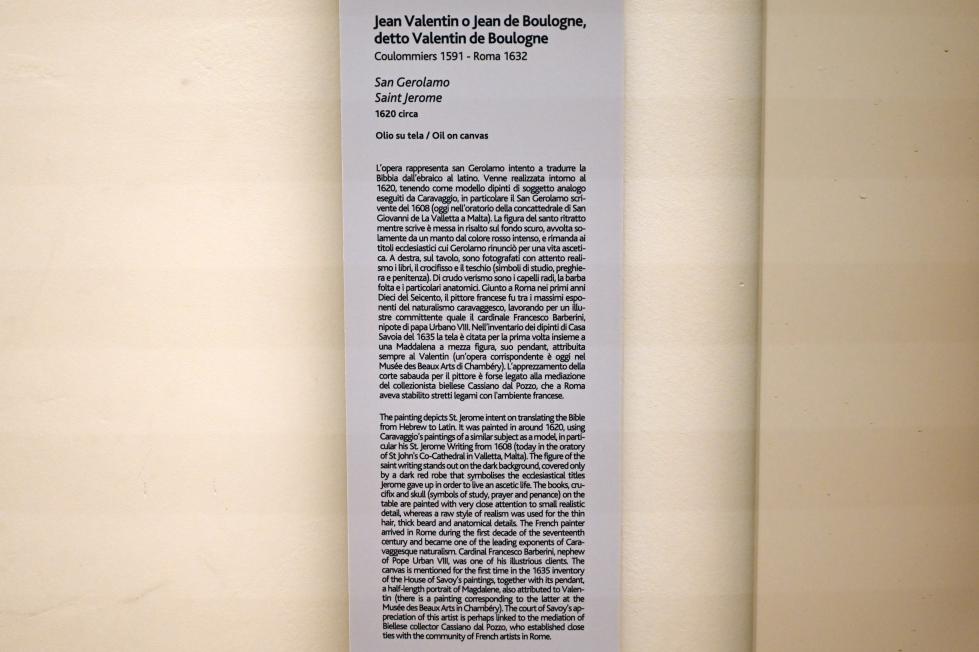 Jean Valentin o Jean de Boulogne,
detto Valentin de Boulogne
Coulommiers 1591 - Roma 1632
San Gerolamo
Saint Jerome
1620 circa
Olio su tela / Oil on canvas
L'opera rappresenta san Gerolamo intento a tradurre la
Bibbia dall'ebraico al latino. Venne realizzata intorno al
1620, tenendo come modello dipinti di soggetto analogo
eseguiti da Caravaggio, in particolare il San Gerolamo scri-
vente del 1608 (oggi nell'oratorio della concattedrale di San
Giovanni de La Valletta a Malta). La figura del santo ritratto
mentre scrive è messa in risalto sul fondo scuro, avvolta so-
lamente da un manto dal colore rosso intenso, e rimanda ai
titoli ecclesiastici cui Gerolamo rinunciò per una vita asceti-
ca. A destra, sul tavolo, sono fotografati con attento reali-
smo i libri, il crocifisso e il teschio (simboli di studio, preghie-
ra e penitenza). Di crudo verismo sono i capelli radi, la barba
folta e i particolari anatomici. Giunto a Roma nei primi anni
Dieci del Seicento, il pittore francese fu tra i massimi espo-
nenti del naturalismo caravaggesco, lavorando per un illu-
stre committente quale il cardinale Francesco Barberini,
nipote di papa Urbano VIII. Nell'inventario dei dipinti di Casa
Savoia del 1635 la tela è citata per la prima volta insieme a
una Maddalena a mezza figura, suo pendant, attribuita
sempre al Valentin (un'opera corrispondente è oggi nel
Musée des Beaux Arts di Chambéry). L'apprezzamento della
corte sabauda per il pittore è forse legato alla mediazione
del collezionista biellese Cassiano dal Pozzo, che a Roma
aveva stabilito stretti legami con l'ambiente francese.
The painting depicts St. Jerome intent on translating the Bible
from Hebrew to Latin. It was painted in around 1620, using
Caravaggio's paintings of a similar subject as a model, in parti-
cular his St. Jerome Writing from 1608 (today in the oratory
of St John's Co-Cathedral in Valletta, Malta). The figure of the
saint writing stands out on the dark background, covered only
by a dark red robe that symbolises the ecclesiastical titles
Jerome gave up in order to live an ascetic life. The books, cru-
cifix and skull (symbols of study, prayer and penance) on the
table are painted with very close attention to small realistic
detail, whereas a raw style of realism was used for the thin
hair, thick beard and anatomical details. The French painter
arrived in Rome during the first decade of the seventeenth
century and became one of the leading exponents of Cara-
vaggesque naturalism. Cardinal Francesco Barberini, nephew
of Pope Urban VIII, was one of his illustrious clients. The
canvas is mentioned for the first time in the 1635 inventory
of the House of Savoy's paintings, together with its pendant,
a half-length portrait of Magdalene, also attributed to Valen-
tin (there is a painting corresponding to the latter at the
Musée des Beaux Arts in Chambéry). The court of Savoy's ap-
preciation of this artist is perhaps linked to the mediation of
Biellese collector Cassiano dal Pozzo, who established close
ties with the community of French artists in Rome.